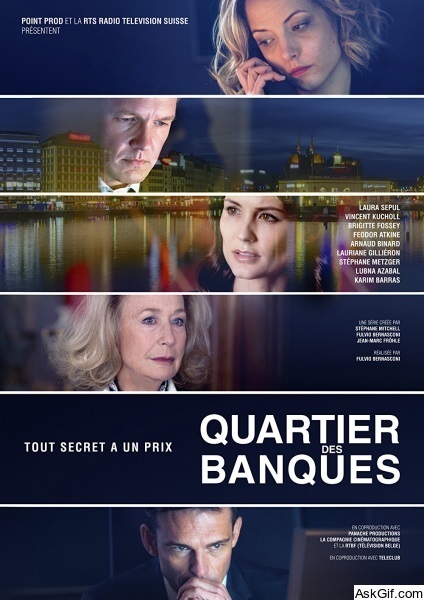 POINT PROD ET LA RTS RADIO TELEVISION SUISSE
PRÉSENTENT
LAURA SEPUL
VINCENT KUCHOLL
BRIGITTE FOSSEY
FEODOR ATKINE
ARNAUD BINARD
LAURIANE GILLIÉRON
STÉPHANE METZGER
LUBNA AZABAL
KARIM BARRAS
UNE SÉRIE CRÉÉE PAR
STÉPHANE MITCHELL
FULVIO BERNASCONI
JEAN-MARC FRÖHLE
RÉALISÉE PAR
FULVIO BERNASCONI
TOUT SECRET A UN PRIX
QUARTIER
DES
BANQUES
EN COPRODUCTION AVEC
PANACHE PRODUCTIONS
LA COMPAGNIE CINÉMATOGRAPHIQUE
ET LA RTBF (TÉLÉVISION BELGE)
EN COPRODUCTION AVEC TELECLUB
AskGif.com